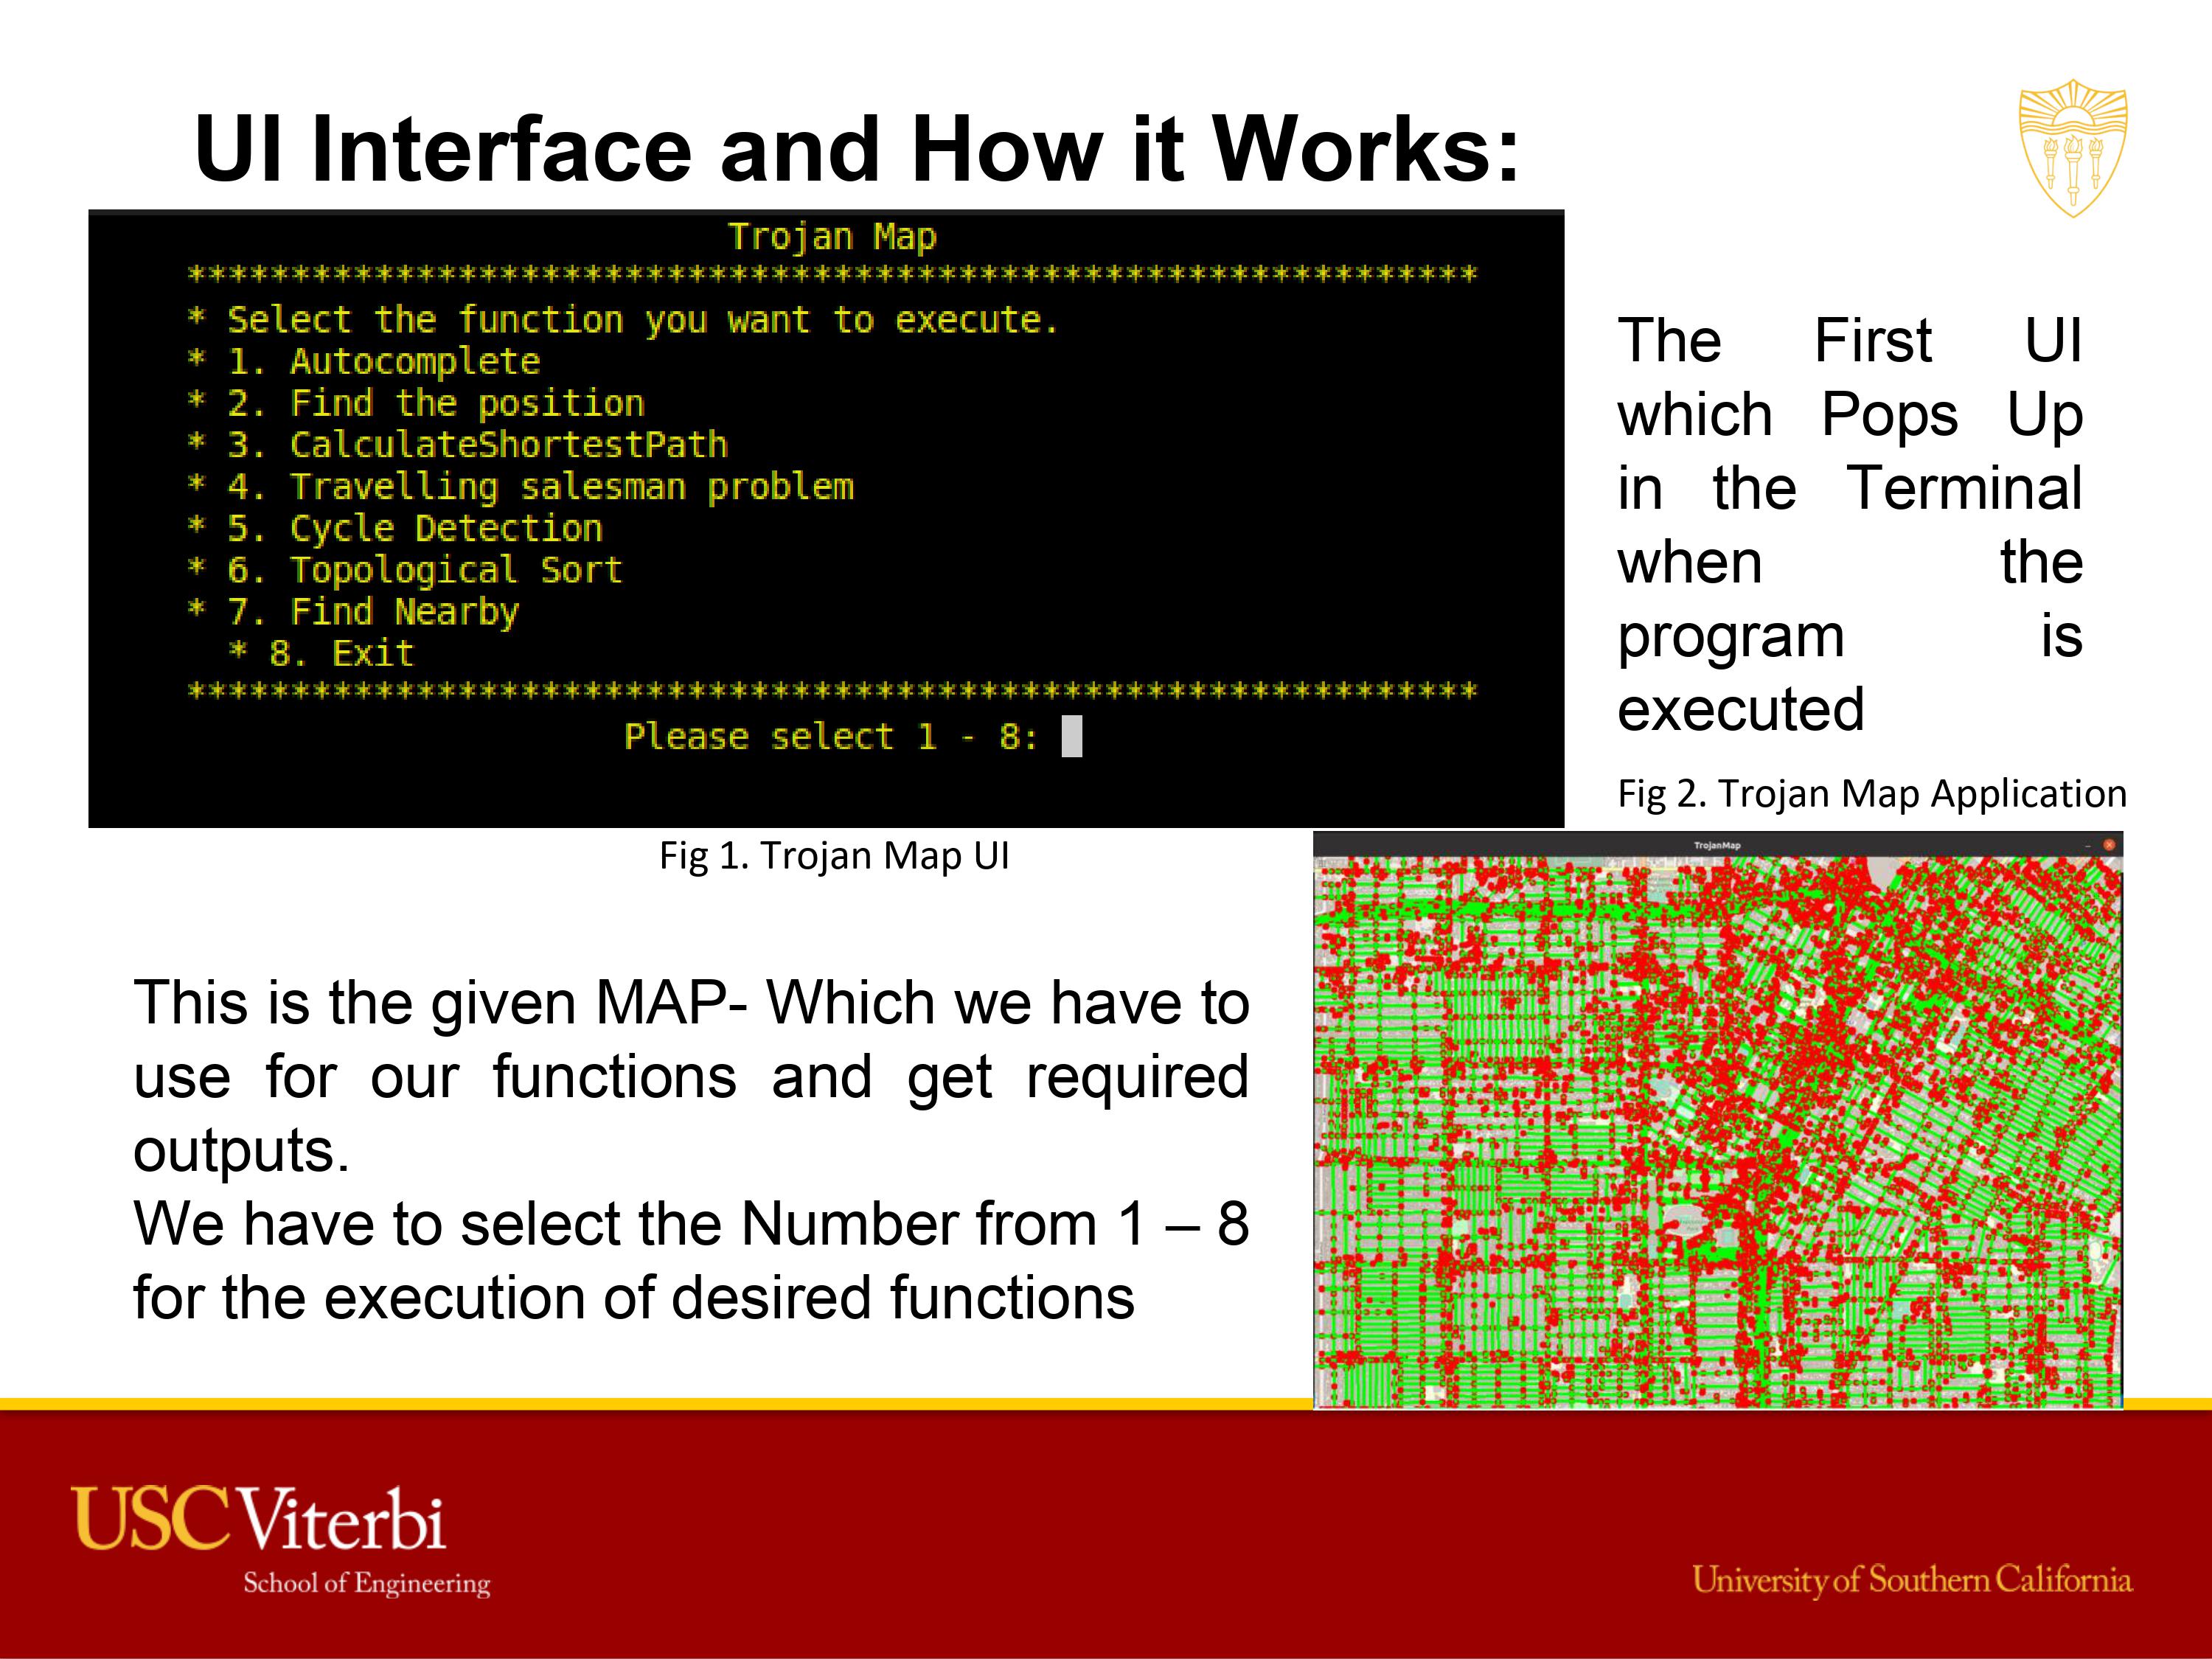 UI Interface and How it Works:
Trojan Map
**************************************************************
* Select the function you want to execute.
* 1. Autocomplete
* 2. Find the position
* 3. CalculateShortestPath
* 4. Travelling salesman problem
* 5. Cycle Detection
* 6. Topological Sort
* 7. Find Nearby
* 8. Exit
**************************************************************
Please select 1 - 8:
Fig 1. Trojan Map UI
The First UI
which Pops Up
in the Terminal
when the
program is
executed
Fig 2. Trojan Map Application
TrojanMap
This is the given MAP- Which we have to
use for our functions and get required
outputs.
We have to select the Number from 1 – 8
for the execution of desired functions
USC Viterbi
School of Engineering
University of Southern California